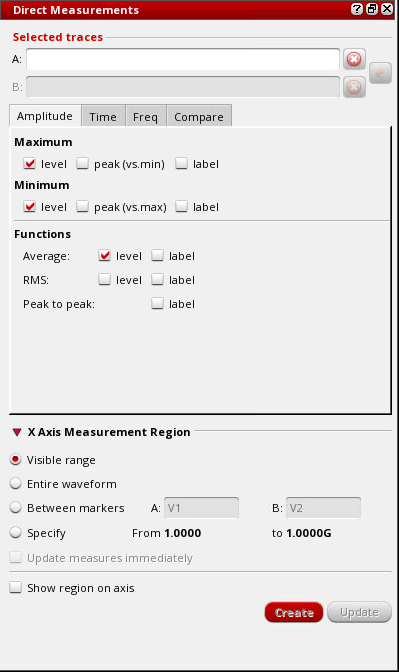 Direct Measurements
Selected traces
A:
B:
Amplitude Time Freq Compare
Maximum
level peak (vs.min) label
Minimum
level peak (vs.max) label
Functions
Average: level label
RMS: level label
Peak to peak: label
X Axis Measurement Region
Visible range
Entire waveform
Between markers A: V1 B: V2
Specify From 1.0000 to 1.0000G
Update measures immediately
Show region on axis
Create Update